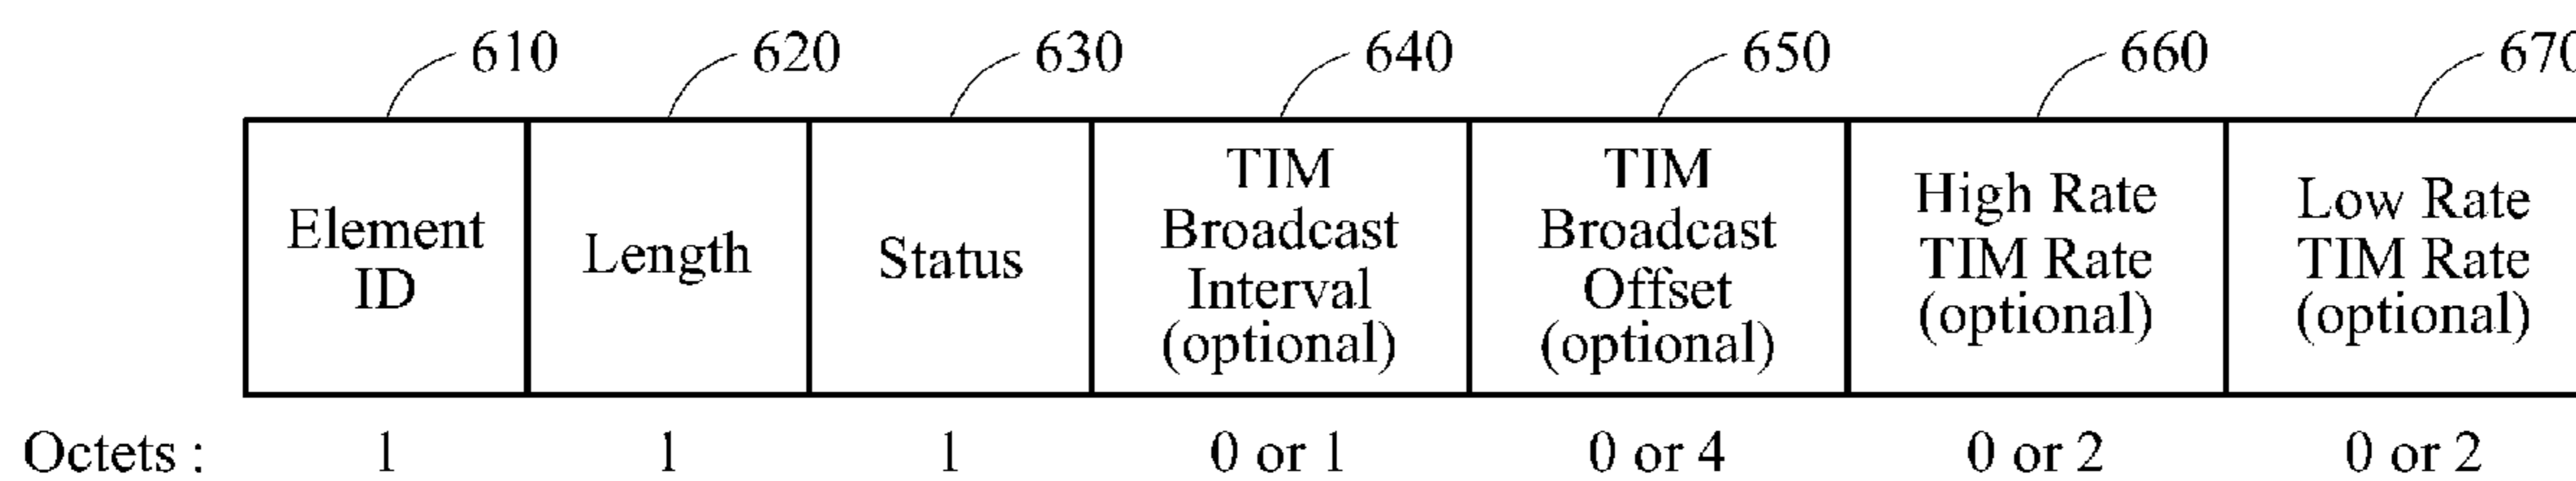 610 620 630 640 650 660 670
Element
ID
Length
Status
TIM
Broadcast
Interval
(optional)
TIM
Broadcast
Offset
(optional)
High Rate
TIM Rate
(optional)
Low Rate
TIM Rate
(optional)
Octets : 1 1 1 0 or 1 0 or 4 0 or 2 0 or 2